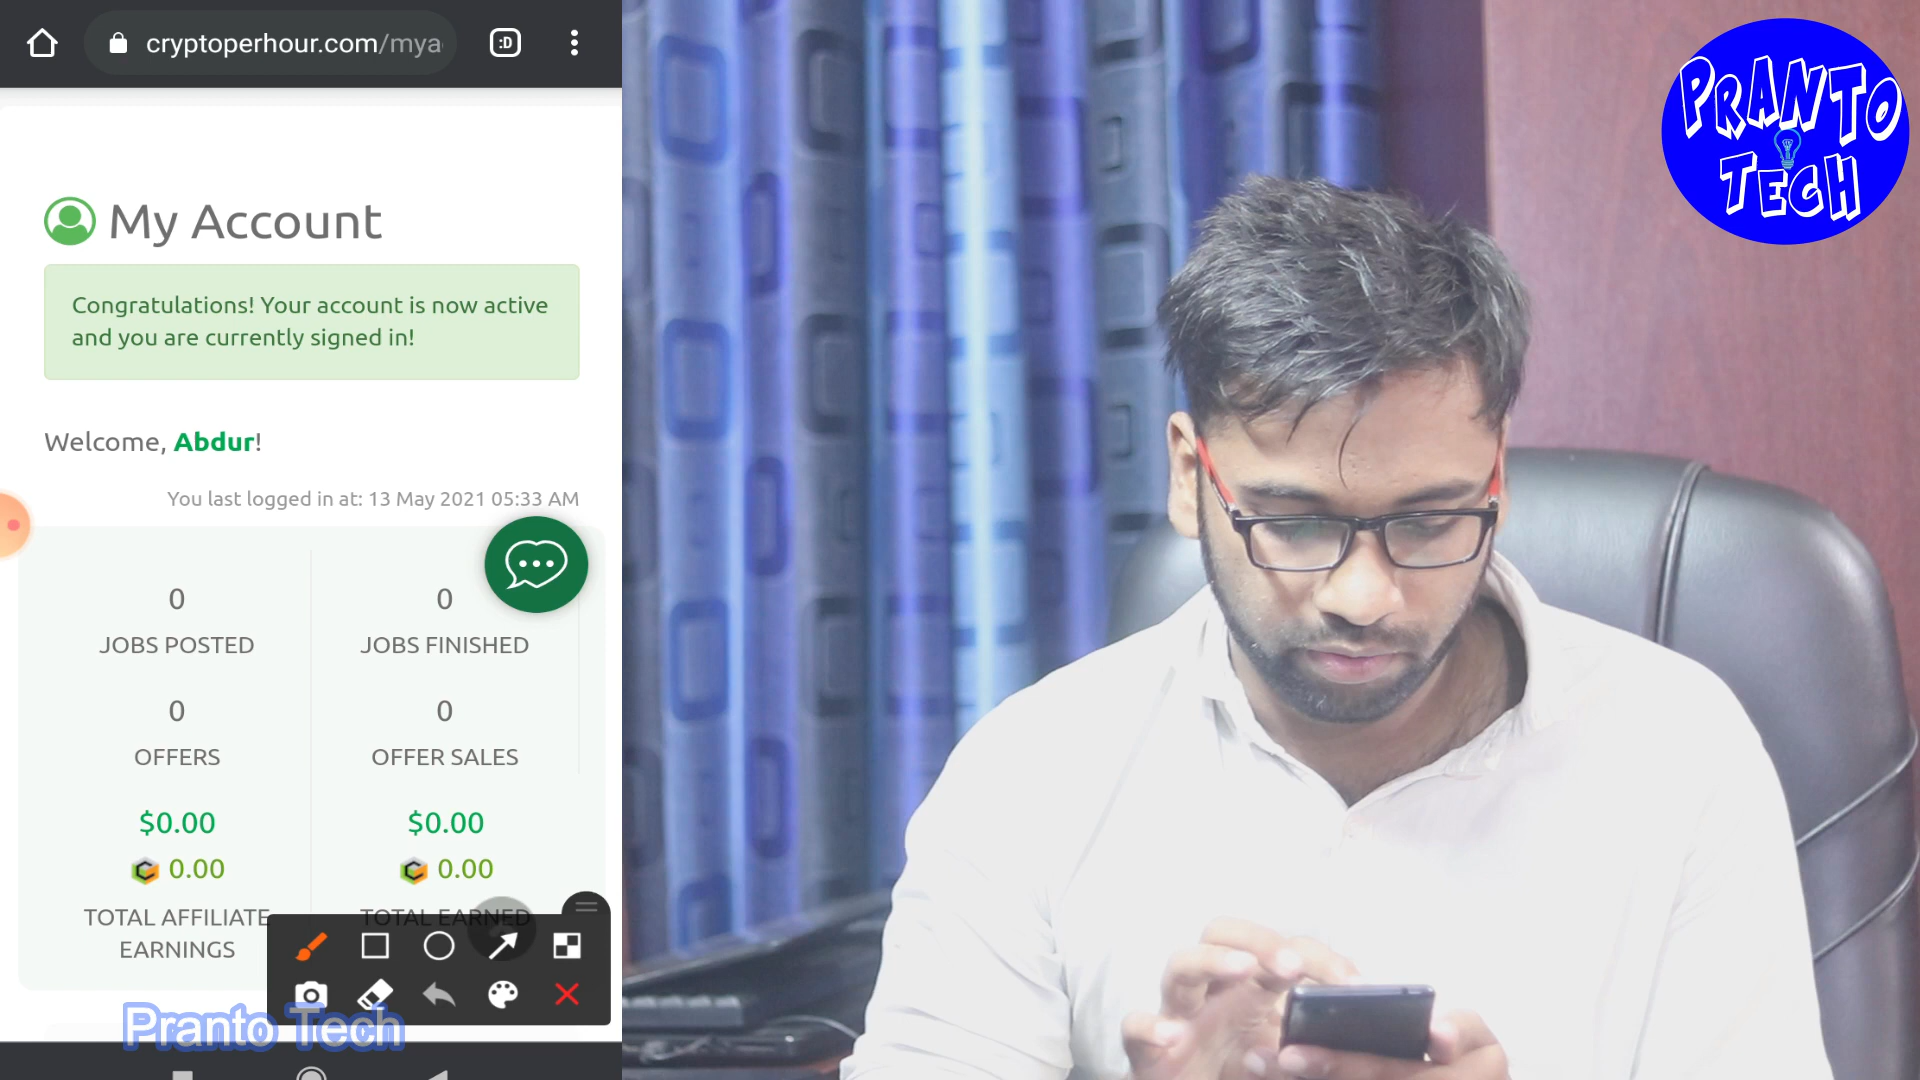 cryptoperhour.com/mya
:D
My Account
Congratulations! Your account is now active
and you are currently signed in!
Welcome, Abdur!
You last logged in at: 13 May 2021 05:33 AM
0
JOBS POSTED
0
JOBS FINISHED
0
OFFERS
0
OFFER SALES
$0.00
0.00
TOTAL AFFILIATE
EARNINGS
$0.00
0.00
TOTAL EARNED
Pranto Tech
PRANTO
TECH